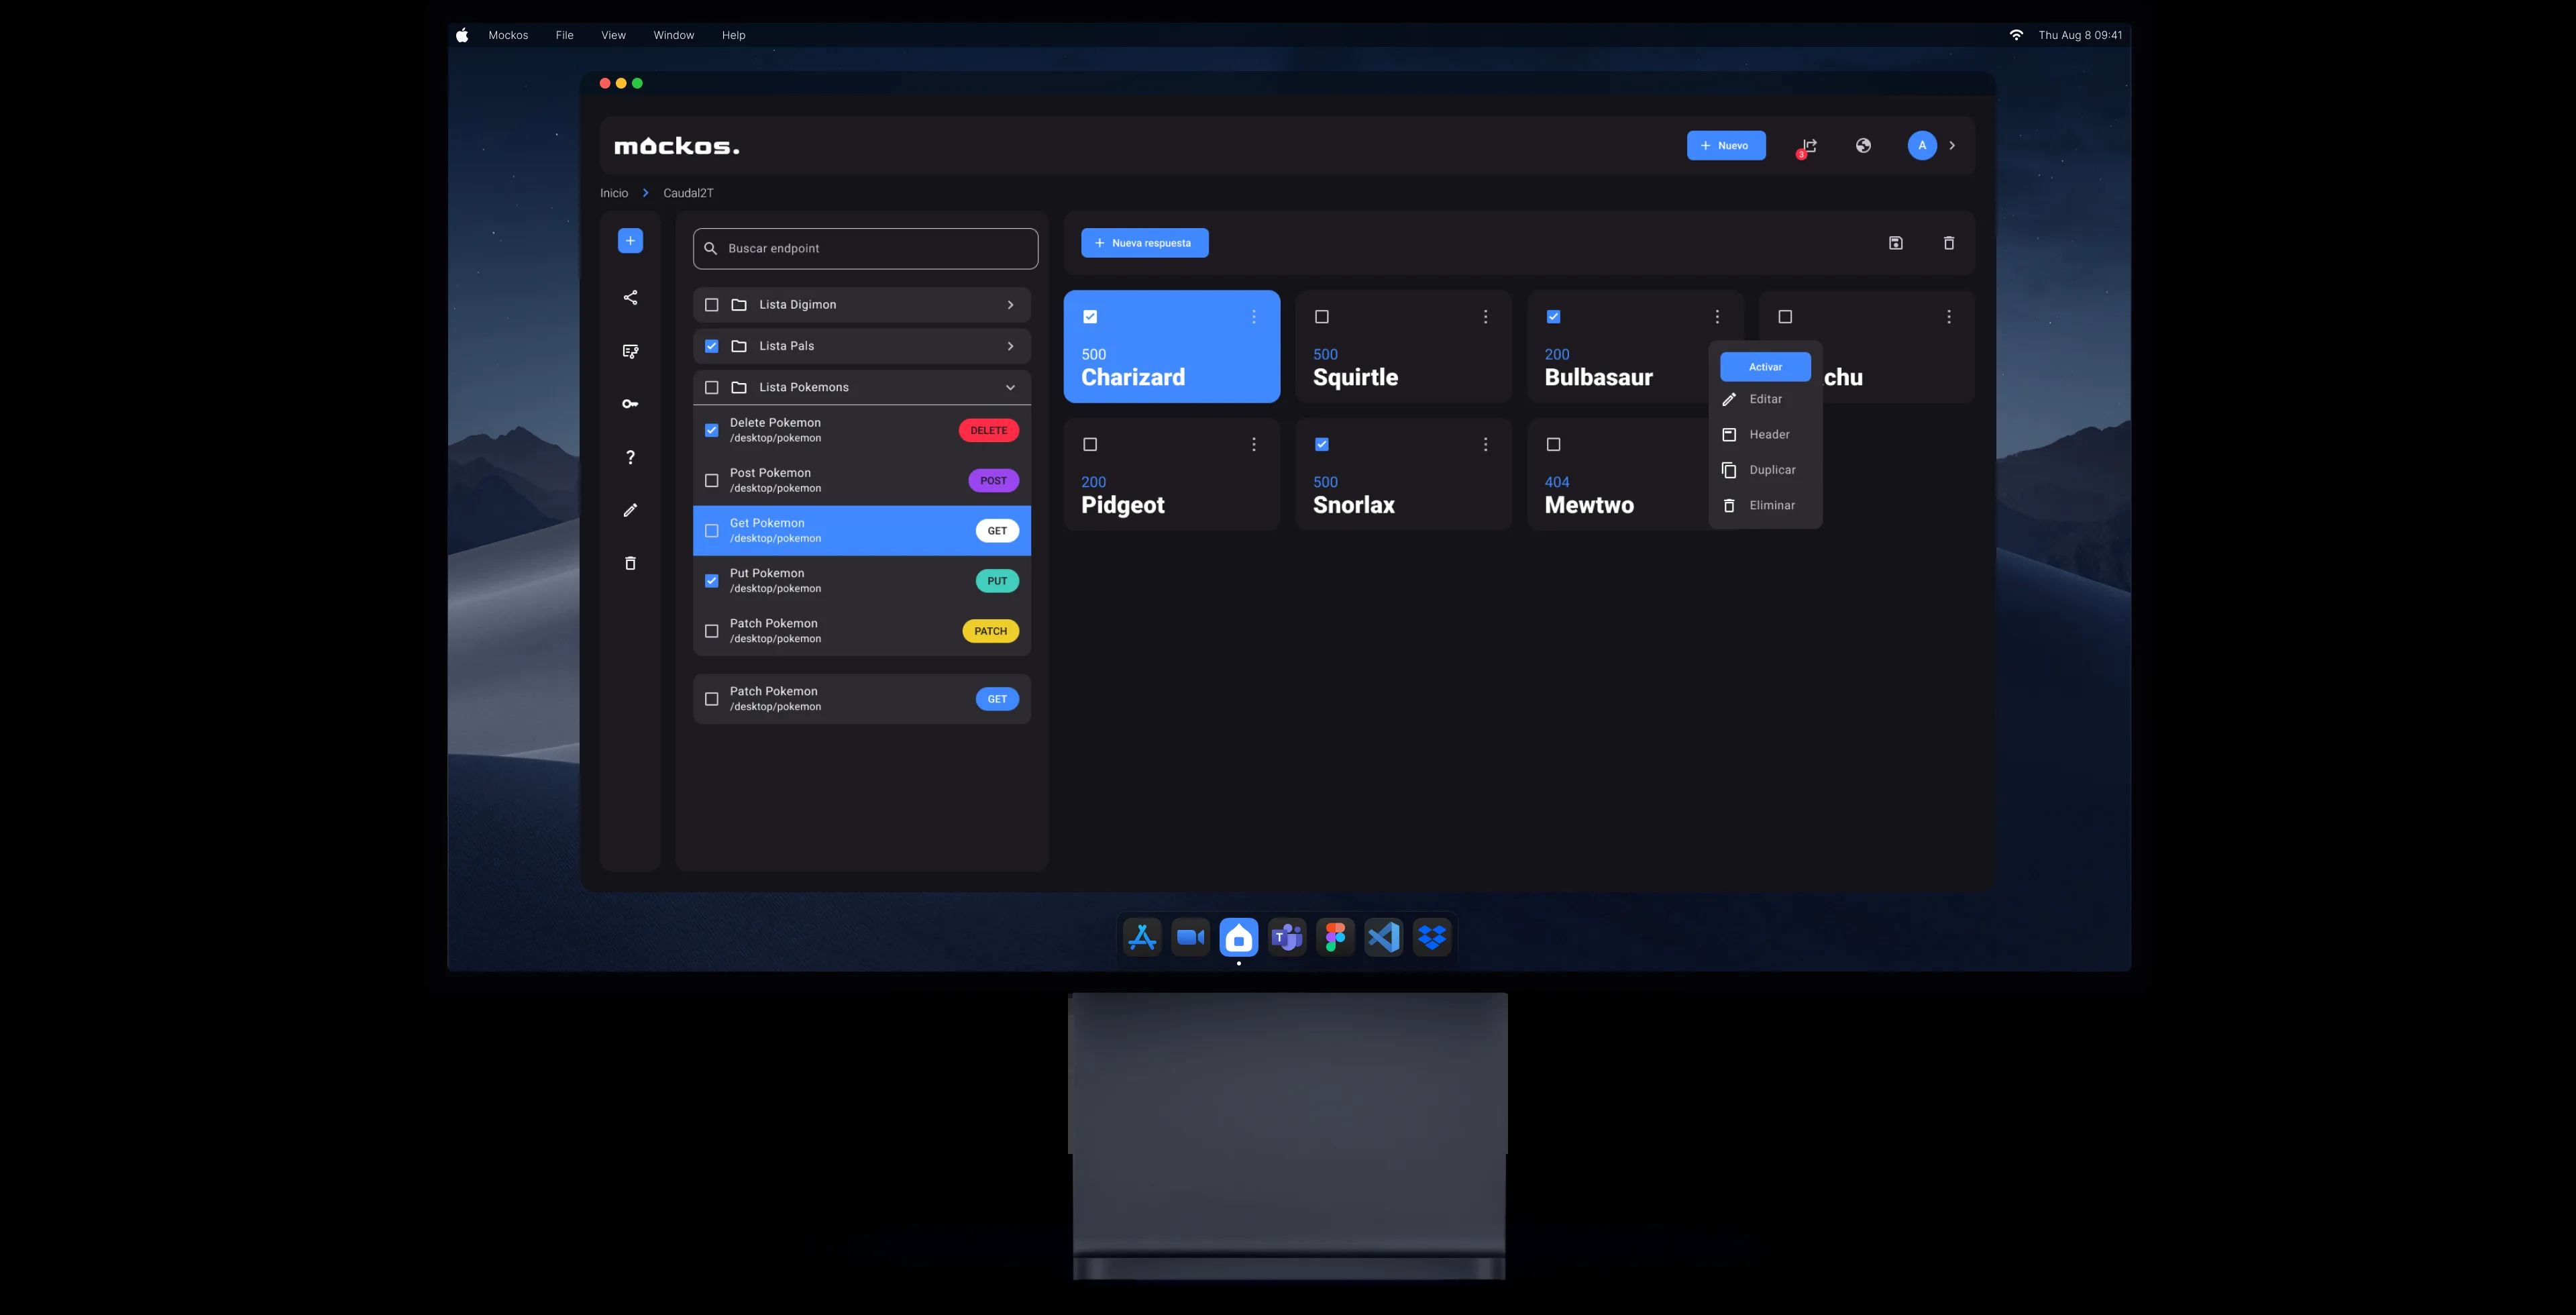 Mockos File View Window Help
Thu Aug 8 09:41
mockos.
Nuevo
3
A
Inicio > Caudal2T
Buscar endpoint
Lista Digimon
Lista Pals
Lista Pokemons
Delete Pokemon
/desktop/pokemon
DELETE
Post Pokemon
/desktop/pokemon
POST
Get Pokemon
/desktop/pokemon
GET
Put Pokemon
/desktop/pokemon
PUT
Patch Pokemon
/desktop/pokemon
PATCH
Patch Pokemon
/desktop/pokemon
GET
?
+ Nueva respuesta
500
Charizard
500
Squirtle
200
Bulbasaur
chu
200
Pidgeot
500
Snorlax
404
Mewtwo
Activar
Editar
Header
Duplicar
Eliminar
T